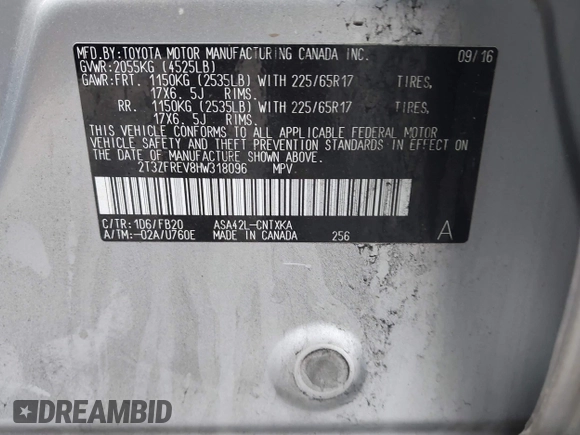 MFD.BY:TOYOTA MOTOR MANUFACTURING CANADA INC. 09/16
GVWR:2055KG (4525LB)
GAWR:FRT. 1150KG (2535LB) WITH 225/65R17 TIRES,
17X6. 5J RIMS.
RR. 1150KG (2535LB) WITH 225/65R17 TIRES,
17X6. 5J RIMS.
THIS VEHICLE CONFORMS TO ALL APPLICABLE FEDERAL MOTOR
VEHICLE SAFETY AND THEFT PREVENTION STANDARDS IN EFFECT ON THE
DATE OF MANUFACTURE SHOWN ABOVE.
2T3ZFREV8HW318096 MPV
C/TR:1D6/FB20 ASA42L-CNTXKA
A/TM:-02A/U760E MADE IN CANADA 256 A
DREAMBID